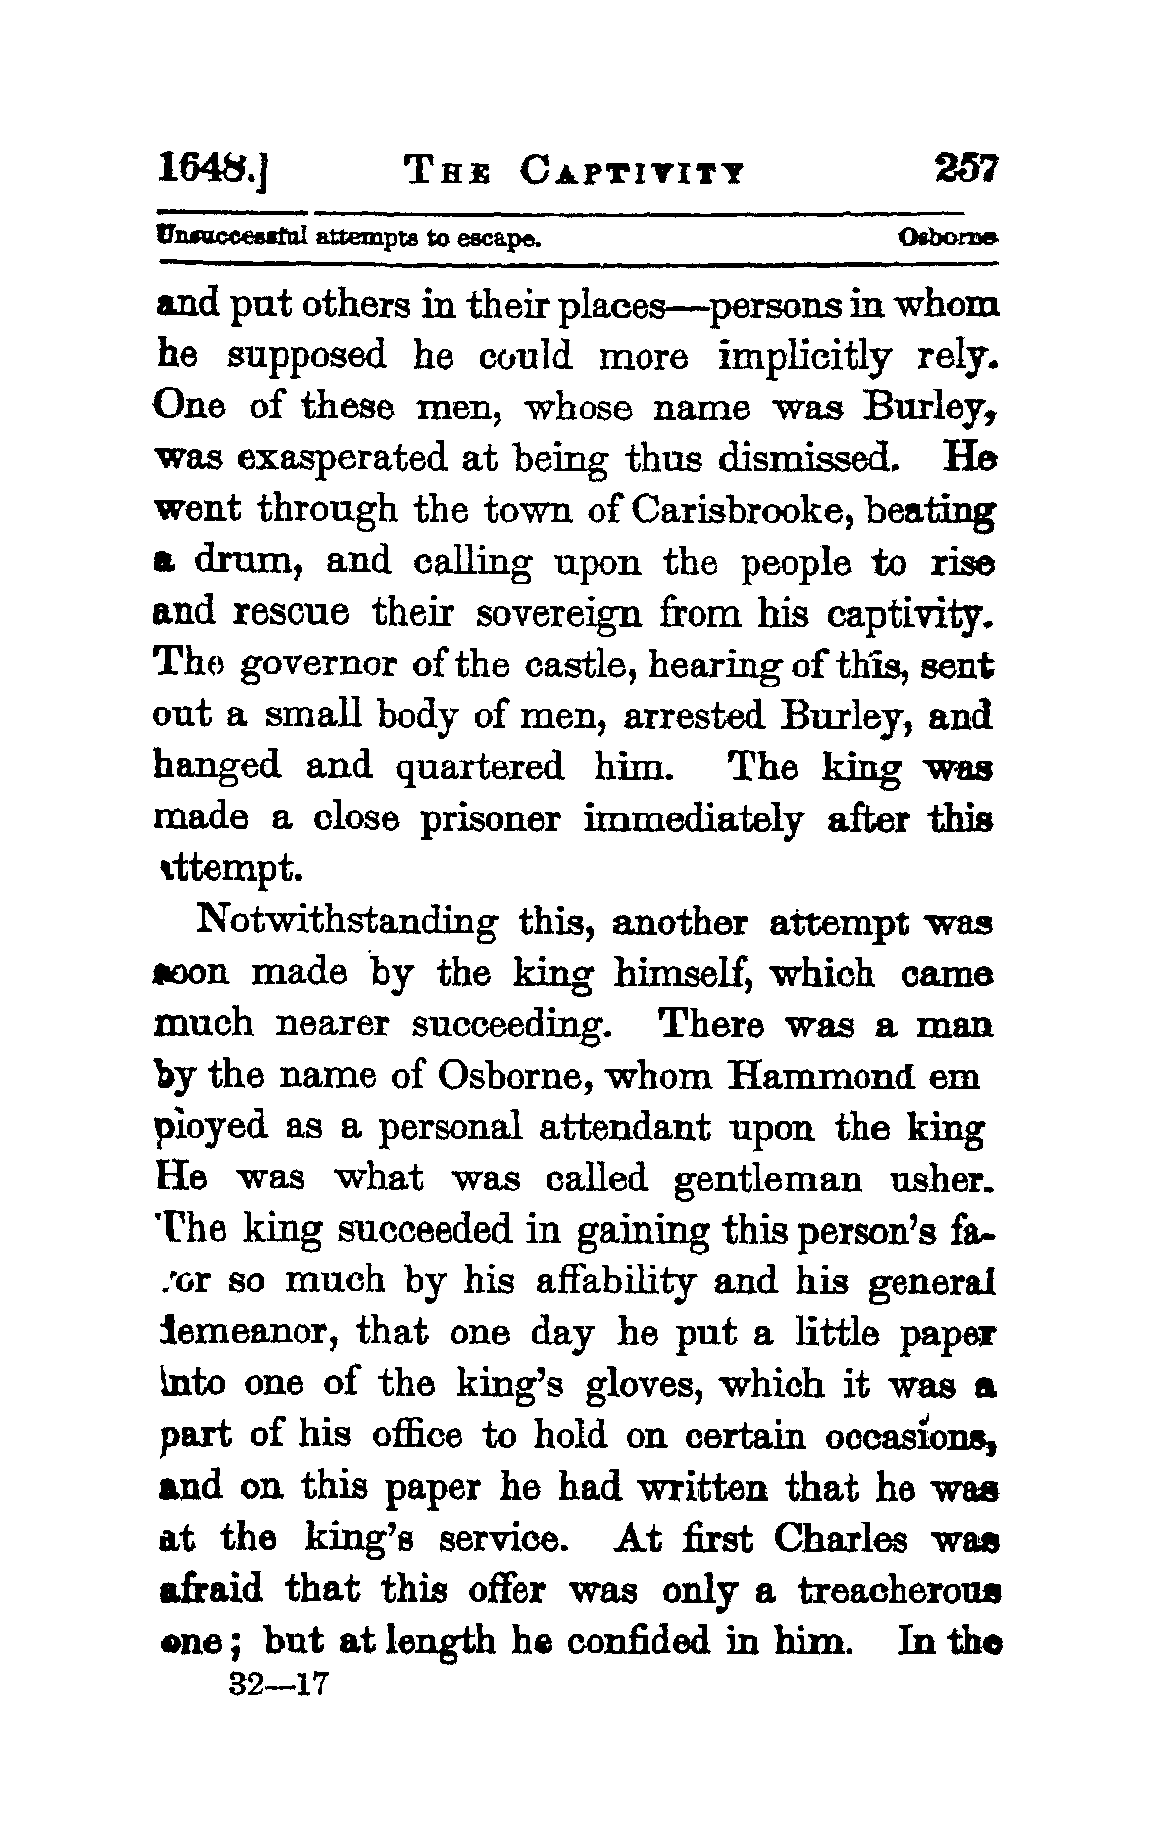 1648.] THE CAPTIVITY 257
Unsuccessful attempts to escape. Osborne
and put others in their places—persons in whom
he supposed he could more implicitly rely.
One of these men, whose name was Burley,
was exasperated at being thus dismissed. He
went through the town of Carisbrooke, beating
a drum, and calling upon the people to rise
and rescue their sovereign from his captivity.
The governor of the castle, hearing of this, sent
out a small body of men, arrested Burley, and
hanged and quartered him. The king was
made a close prisoner immediately after this
attempt.
Notwithstanding this, another attempt was
soon made by the king himself, which came
much nearer succeeding. There was a man
by the name of Osborne, whom Hammond em
ployed as a personal attendant upon the king
He was what was called gentleman usher.
The king succeeded in gaining this person's fa-
vor so much by his affability and his general
demeanor, that one day he put a little paper
into one of the king's gloves, which it was a
part of his office to hold on certain occasions,
and on this paper he had written that he was
at the king's service. At first Charles was
afraid that this offer was only a treacherous
one; but at length he confided in him. In the
32—17